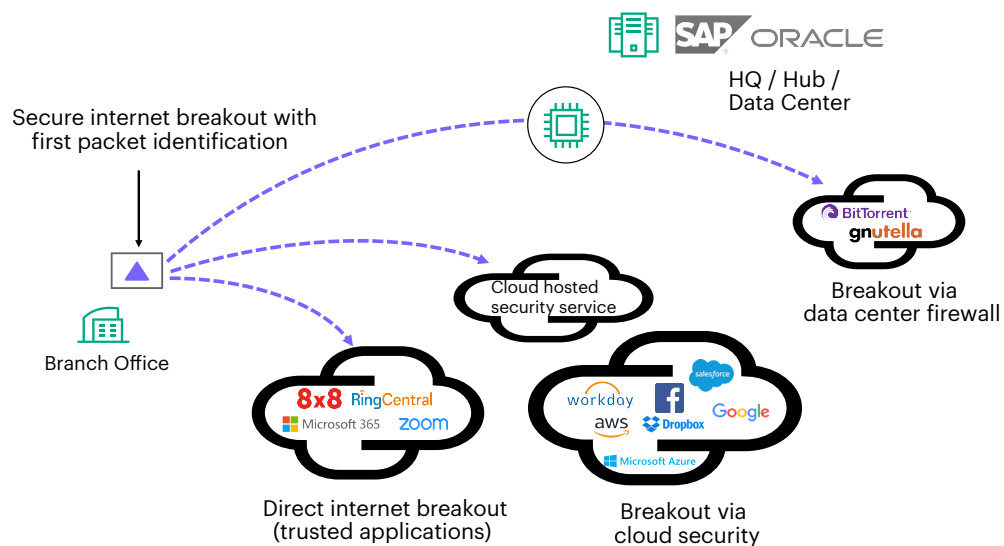 SAP
ORACLE
HQ / Hub /
Data Center
Secure internet breakout with
first packet identification
BitTorrent
gnutella
Breakout via
data center firewall
Cloud hosted
security service
Branch Office
8x8 RingCentral
Microsoft 365 zoom
Direct internet breakout
(trusted applications)
salesforce
workday
aws
Dropbox
Google
Microsoft Azure
Breakout via
cloud security